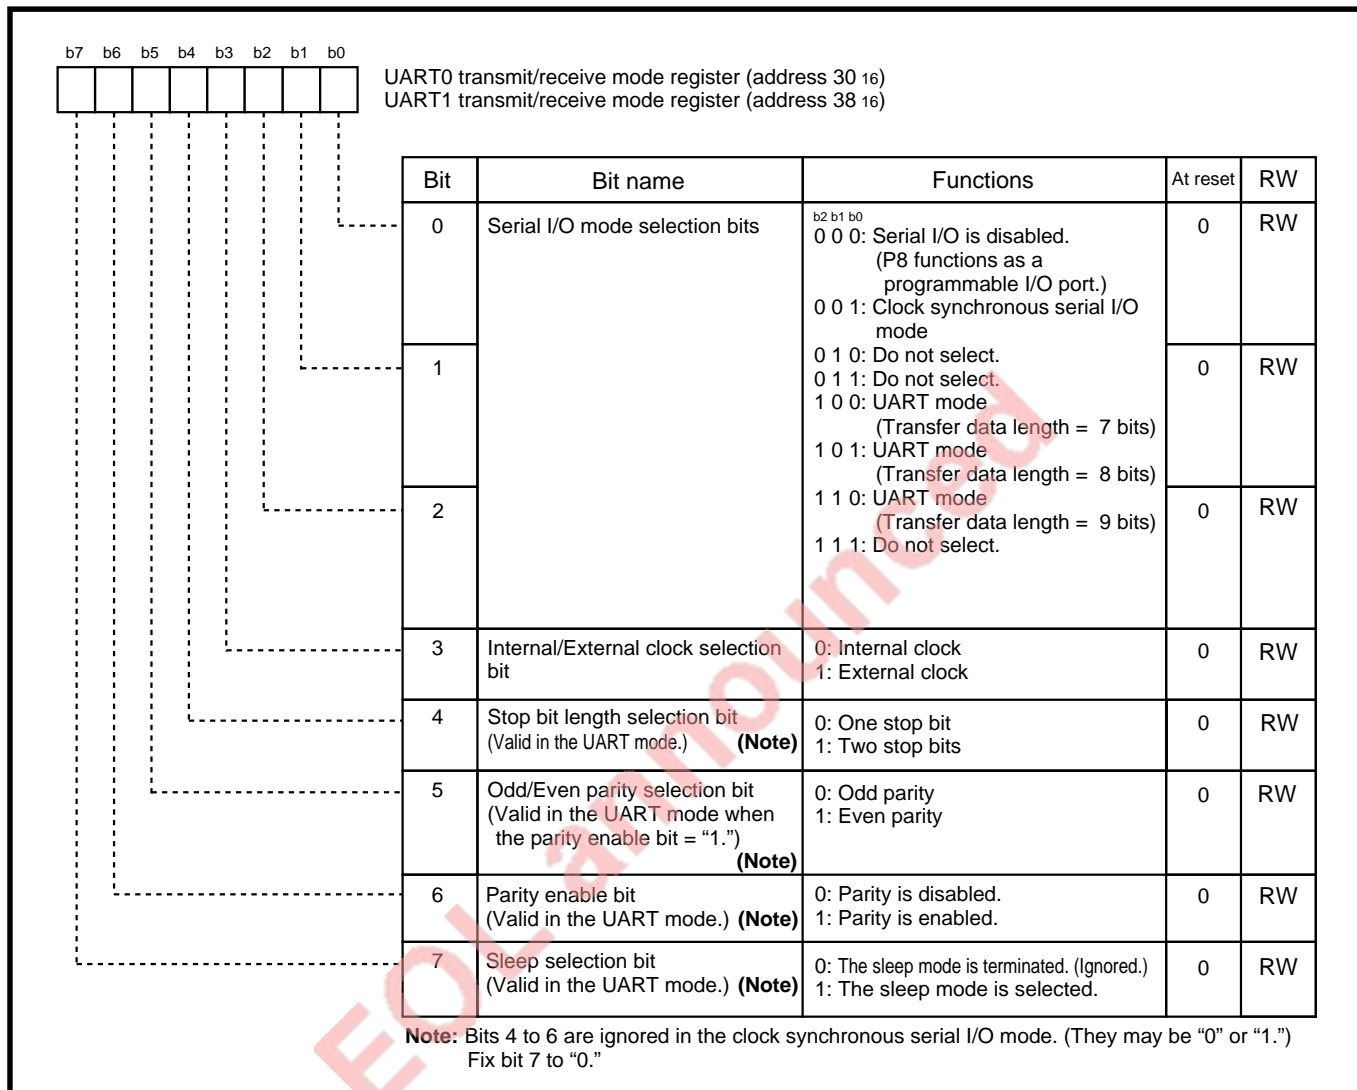 b7 b6 b5 b4 b3 b2 b1 b0
UART0 transmit/receive mode register (address 30 16)
UART1 transmit/receive mode register (address 38 16)
Bit Bit name Functions At reset RW
0 Serial I/O mode selection bits b2 b1 b0 0 RW
0 0 0: Serial I/O is disabled.
(P8 functions as a
programmable I/O port.)
0 0 1: Clock synchronous serial I/O
mode
0 1 0: Do not select.
1 0 RW
0 1 1: Do not select.
1 0 0: UART mode
(Transfer data length = 7 bits)
1 0 1: UART mode
(Transfer data length = 8 bits)
1 1 0: UART mode
2 0 RW
(Transfer data length = 9 bits)
1 1 1: Do not select.
3 Internal/External clock selection 0: Internal clock 0 RW
bit 1: External clock
4 Stop bit length selection bit 0: One stop bit 0 RW
(Valid in the UART mode.) (Note) 1: Two stop bits
5 Odd/Even parity selection bit 0: Odd parity 0 RW
(Valid in the UART mode when 1: Even parity
the parity enable bit = “1.”)
(Note)
6 Parity enable bit 0: Parity is disabled. 0 RW
(Valid in the UART mode.) (Note) 1: Parity is enabled.
7 Sleep selection bit 0: The sleep mode is terminated. (Ignored.) 0 RW
(Valid in the UART mode.) (Note) 1: The sleep mode is selected.
Note: Bits 4 to 6 are ignored in the clock synchronous serial I/O mode. (They may be “0” or “1.”)
Fix bit 7 to “0.”
EOL announced